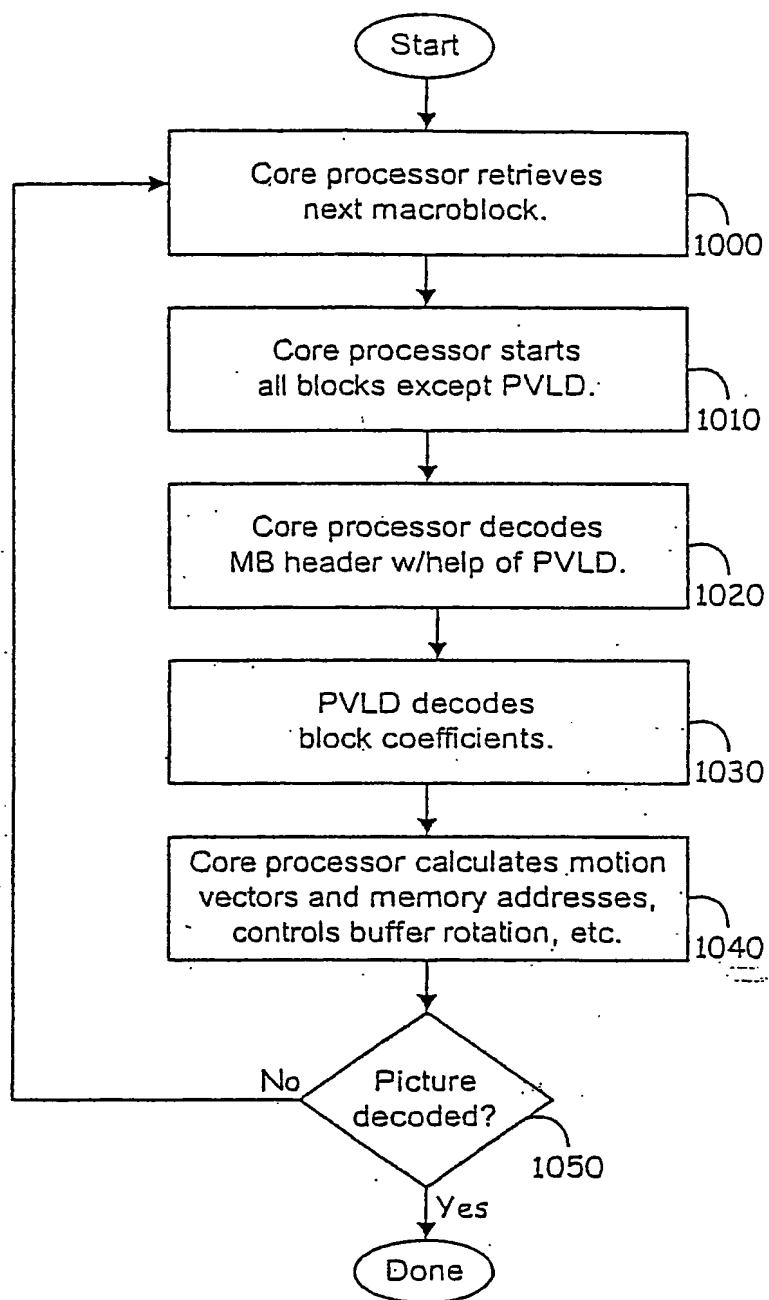 Start
Core processor retrieves
next macroblock.
1000
Core processor starts
all blocks except PVLD.
1010
Core processor decodes
MB header w/help of PVLD.
1020
PVLD decodes
block coefficients.
1030
Core processor calculates motion
vectors and memory addresses,
controls buffer rotation, etc.
1040
No
Picture
decoded?
1050
Yes
Done